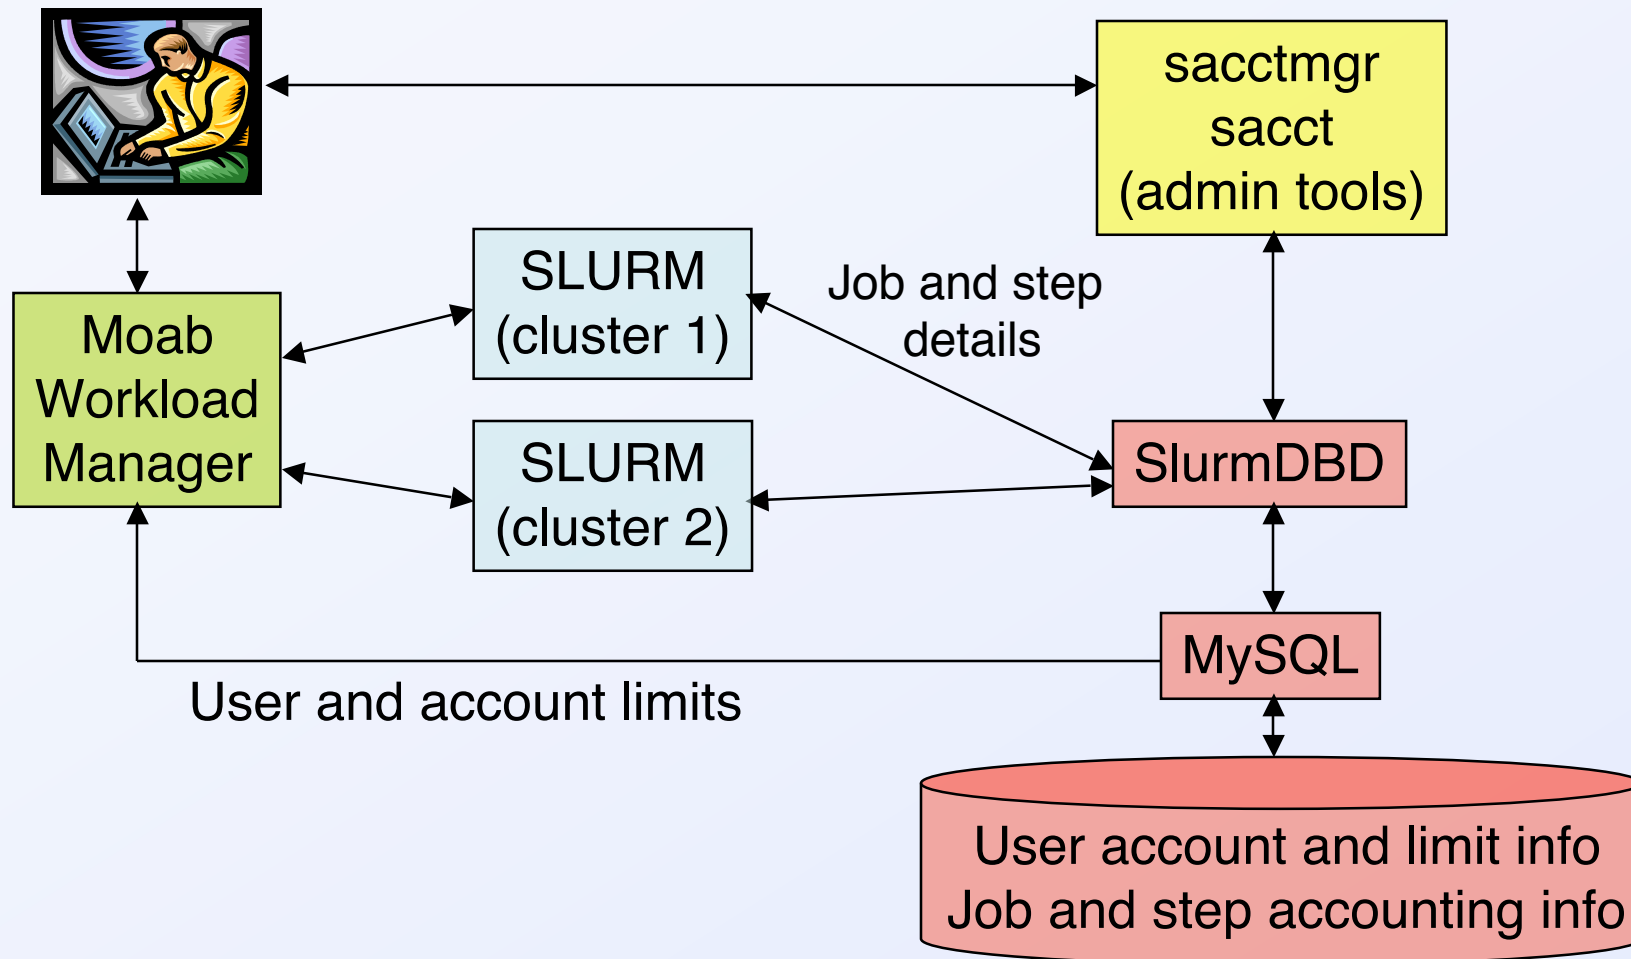 sacctmgr
sacct
(admin tools)
SLURM
(cluster 1)
Job and step
details
Moab
Workload
Manager
SLURM
(cluster 2)
SlurmDBD
MySQL
User and account limits
User account and limit info
Job and step accounting info